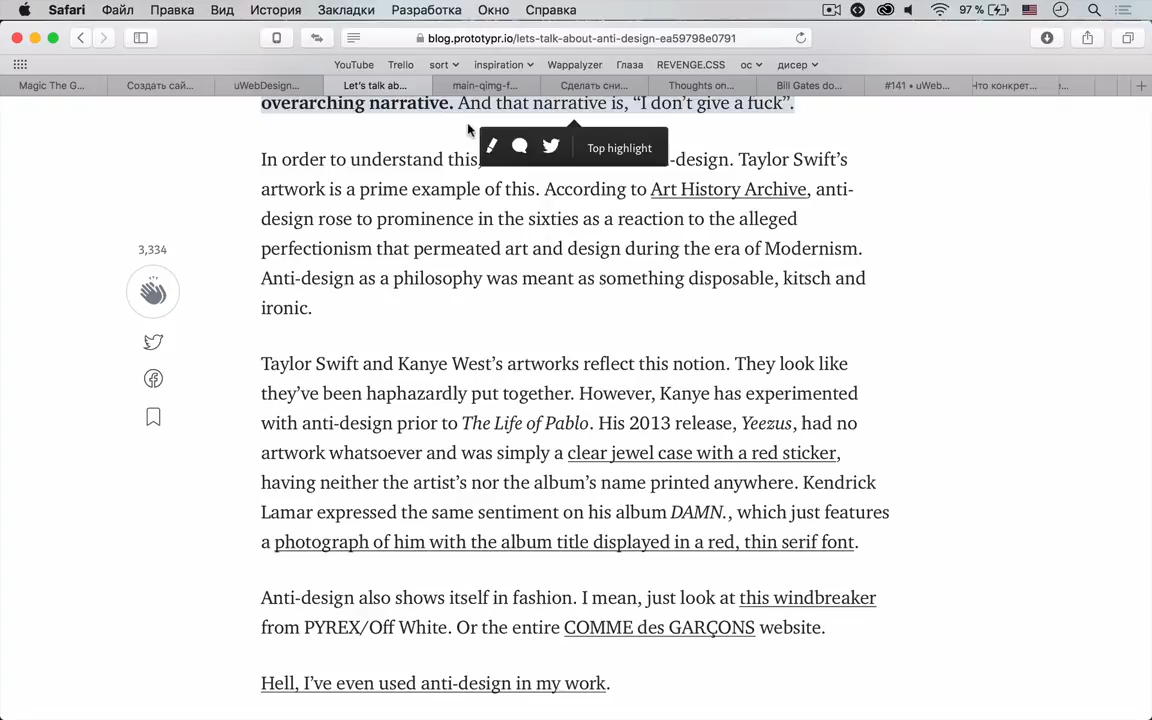 Safari Файл Правка Вид История Закладки Разработка Окно Справка 97 %
blog.prototypr.io/lets-talk-about-anti-design-ea59798e0791
YouTube Trello sort inspiration Wappalyzer Глаза REVENGE.CSS ос дисер
Magic The G... Создать сай... uWebDesign... Let's talk ab... main-qimg-f... Сделать сни... Thoughts on... Bill Gates do... #141 • uWeb... Что конкрет...
overarching narrative. And that narrative is, “I don’t give a fuck”.
Top highlight
In order to understand this, -design. Taylor Swift’s
artwork is a prime example of this. According to Art History Archive, anti-
design rose to prominence in the sixties as a reaction to the alleged
perfectionism that permeated art and design during the era of Modernism.
Anti-design as a philosophy was meant as something disposable, kitsch and
ironic.
3,334
Taylor Swift and Kanye West’s artworks reflect this notion. They look like
they’ve been haphazardly put together. However, Kanye has experimented
with anti-design prior to The Life of Pablo. His 2013 release, Yeezus, had no
artwork whatsoever and was simply a clear jewel case with a red sticker,
having neither the artist’s nor the album’s name printed anywhere. Kendrick
Lamar expressed the same sentiment on his album DAMN., which just features
a photograph of him with the album title displayed in a red, thin serif font.
Anti-design also shows itself in fashion. I mean, just look at this windbreaker
from PYREX/Off White. Or the entire COMME des GARÇONS website.
Hell, I’ve even used anti-design in my work.